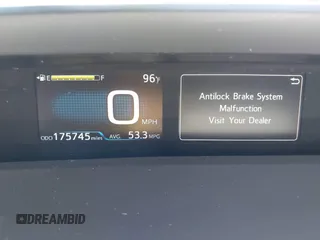 E F 96°F
0 MPH
ODO 175745 miles AVG. 53.3 MPG
Antilock Brake System
Malfunction
Visit Your Dealer
DREAMBID